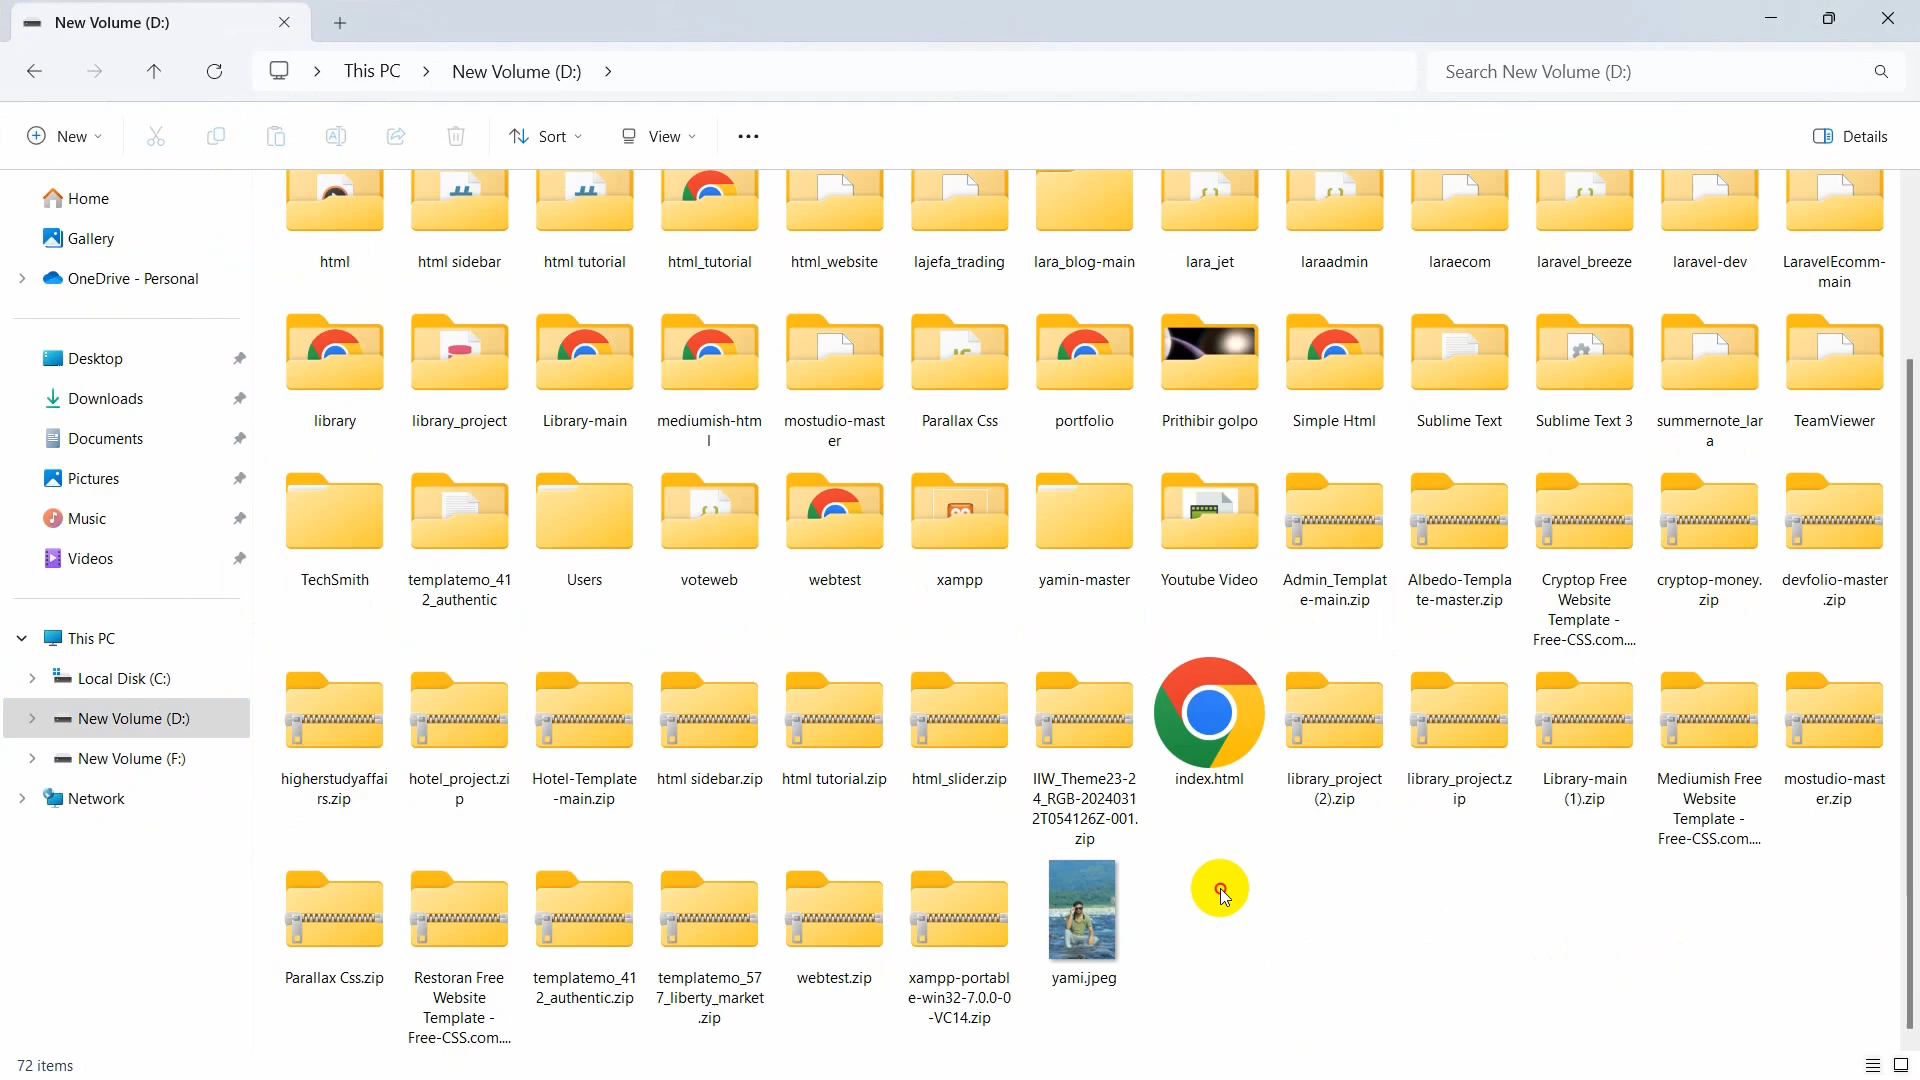 New Volume (D:)
This PC
New Volume (D:)
Search New Volume (D:)
New
Sort
View
Details
Home
Gallery
OneDrive - Personal
Desktop
Downloads
Documents
Pictures
Music
Videos
This PC
Local Disk (C:)
New Volume (D:)
New Volume (F:)
Network
html
html sidebar
html tutorial
html_tutorial
html_website
lajefa_trading
lara_blog-main
lara_jet
laraadmin
laraecom
laravel_breeze
laravel-dev
LaravelEcomm-
main
library
library_project
Library-main
mediumish-htm
l
mostudio-mast
er
Parallax Css
portfolio
Prithibir golpo
Simple Html
Sublime Text
Sublime Text 3
summernote_lar
a
TeamViewer
TechSmith
templatemo_41
2_authentic
Users
voteweb
webtest
xampp
yamin-master
Youtube Video
Admin_Templat
e-main.zip
Albedo-Templa
te-master.zip
Cryptop Free
Website
Template -
Free-CSS.com....
cryptop-money.
zip
devfolio-master
.zip
higherstudyaffai
rs.zip
hotel_project.zi
p
Hotel-Template
-main.zip
html sidebar.zip
html tutorial.zip
html_slider.zip
IIW_Theme23-2
4_RGB-2024031
2T054126Z-001.
zip
index.html
library_project
(2).zip
library_project.z
ip
Library-main
(1).zip
Mediumish Free
Website
Template -
Free-CSS.com....
mostudio-mast
er.zip
Parallax Css.zip
Restoran Free
Website
Template -
Free-CSS.com....
templatemo_41
2_authentic.zip
templatemo_57
7_liberty_market
.zip
webtest.zip
xampp-portabl
e-win32-7.0.0-0
-VC14.zip
yami.jpeg
72 items